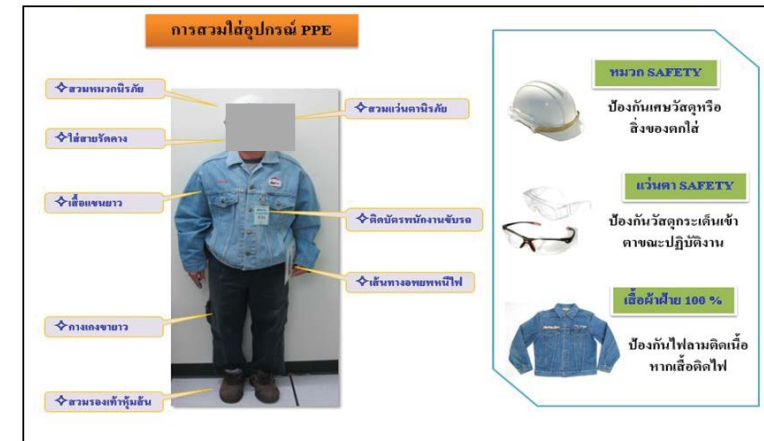 การสวมใส่อุปกรณ์ PPE
สวมหมวกนิรภัย
ใส่สายรัดคาง
เสื้อแขนยาว
กางเกงขายาว
สวมรองเท้าหุ้มส้น
สวมแว่นตานิรภัย
ติดบัตรพนักงานขับรถ
เส้นทางอพยพหนีไฟ
หมวก SAFETY
ป้องกันเศษวัสดุหรือ
สิ่งของตกใส่
แว่นตา SAFETY
ป้องกันวัสดุกระเด็นเข้า
ตาขณะปฏิบัติงาน
เสื้อผ้าฝ้าย 100 %
ป้องกันไฟลามติดเนื้อ
หากเสื้อติดไฟ